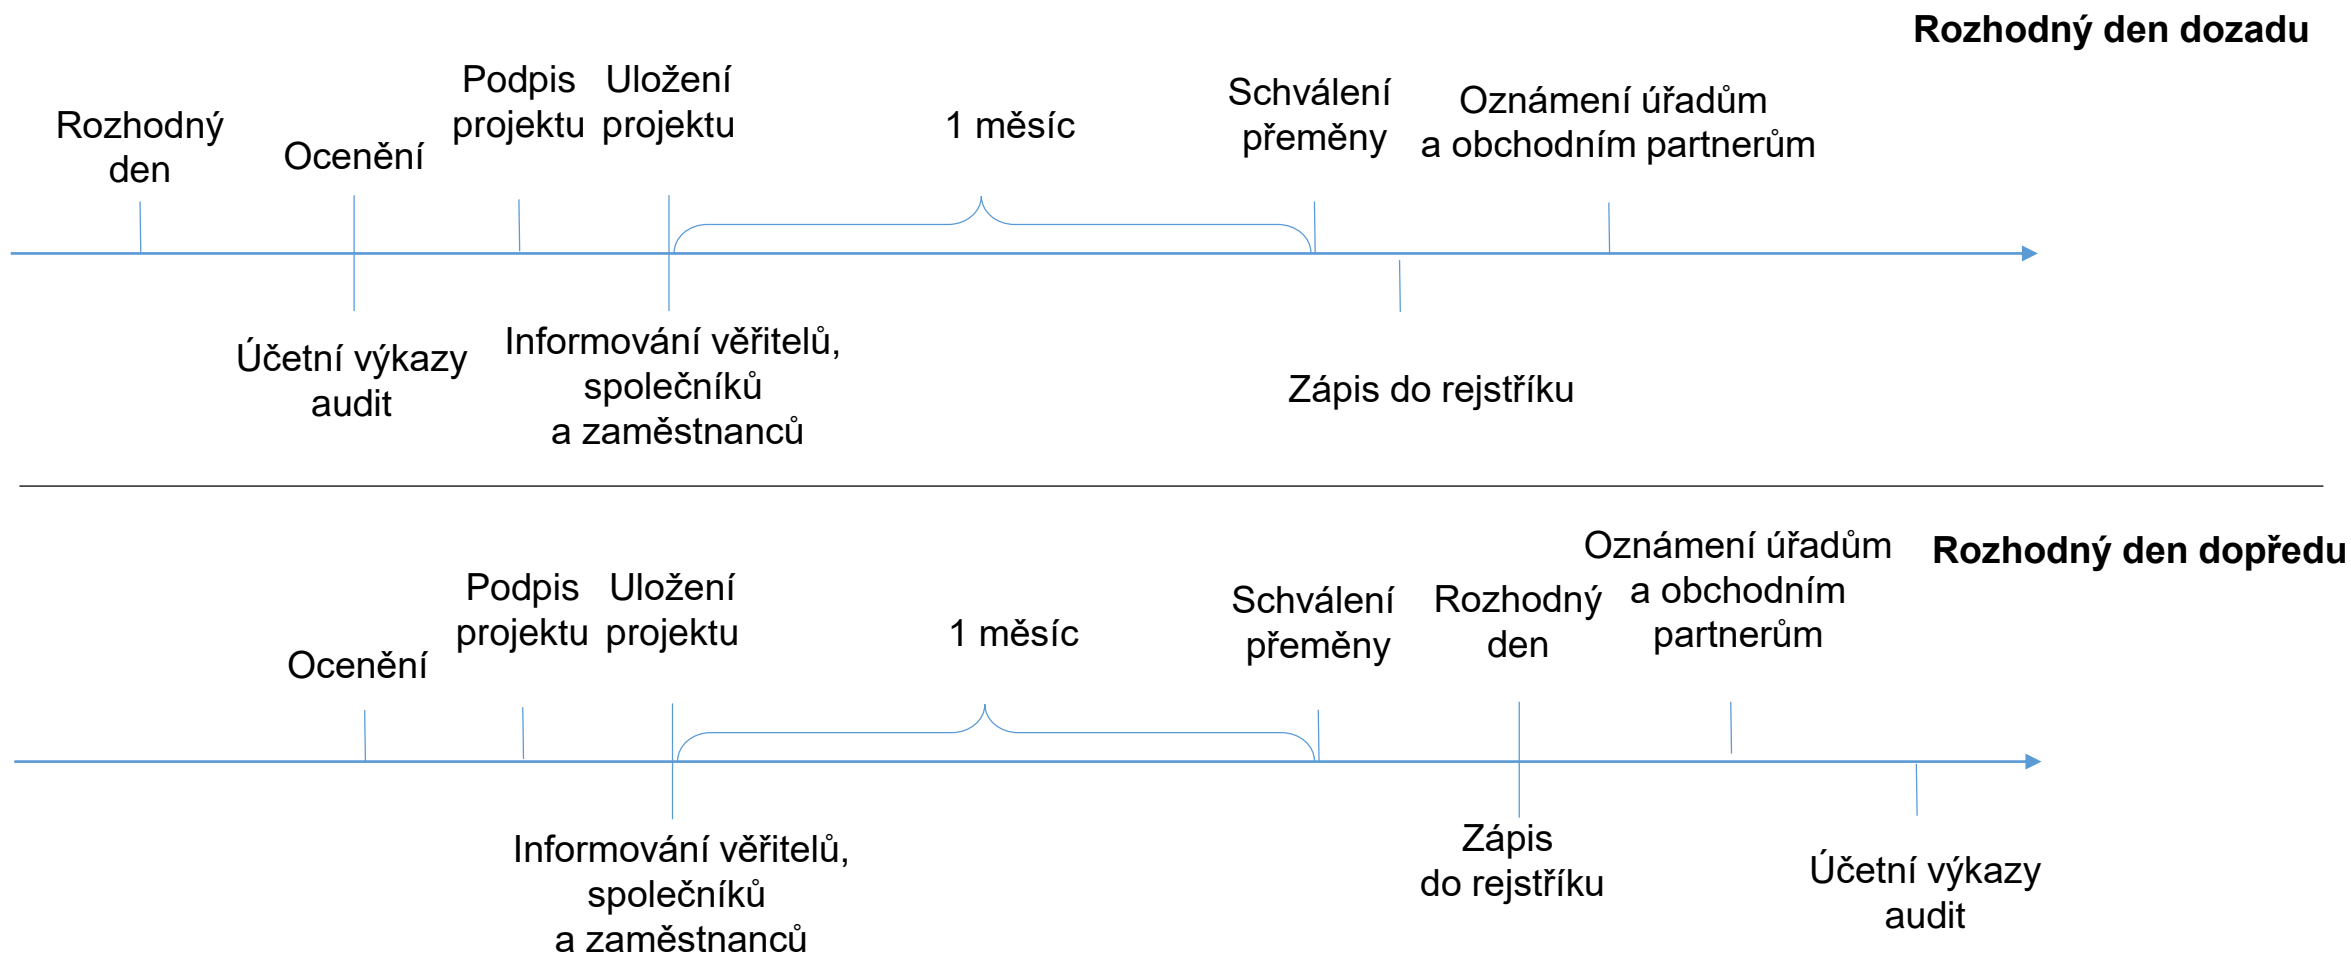 Rozhodný den dozadu
Rozhodný
den
Ocenění
Podpis
projektu
Uložení
projektu
1 měsíc
Schválení
přeměny
Oznámení úřadům
a obchodním partnerům
Účetní výkazy
audit
Informování věřitelů,
společníků
a zaměstnanců
Zápis do rejstříku
Rozhodný den dopředu
Ocenění
Podpis
projektu
Uložení
projektu
1 měsíc
Schválení
přeměny
Rozhodný
den
Oznámení úřadům
a obchodním
partnerům
Informování věřitelů,
společníků
a zaměstnanců
Zápis
do rejstříku
Účetní výkazy
audit